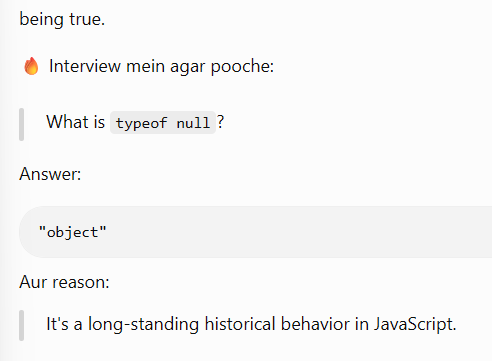 being true.
🔥 Interview mein agar pooche:
What is typeof null?
Answer:
"object"
Aur reason:
It's a long-standing historical behavior in JavaScript.